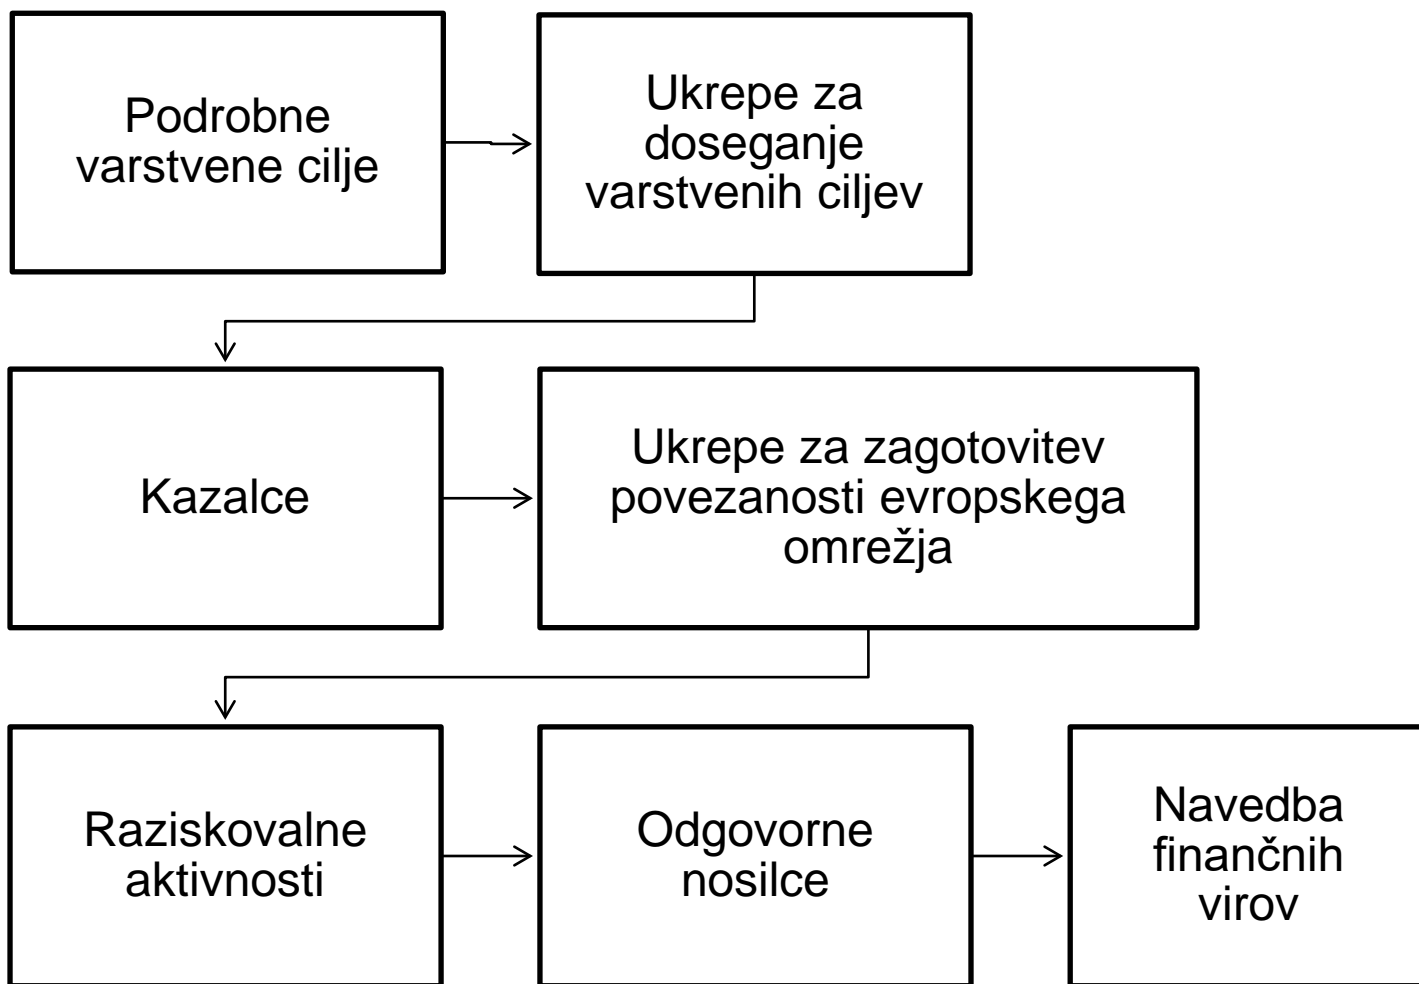 Podrobne
varstvene cilje
Ukrepe za
doseganje
varstvenih ciljev
Kazalce
Ukrepe za zagotovitev
povezanosti evropskega
omrežja
Raziskovalne
aktivnosti
Odgovorne
nosilce
Navedba
finančnih
virov